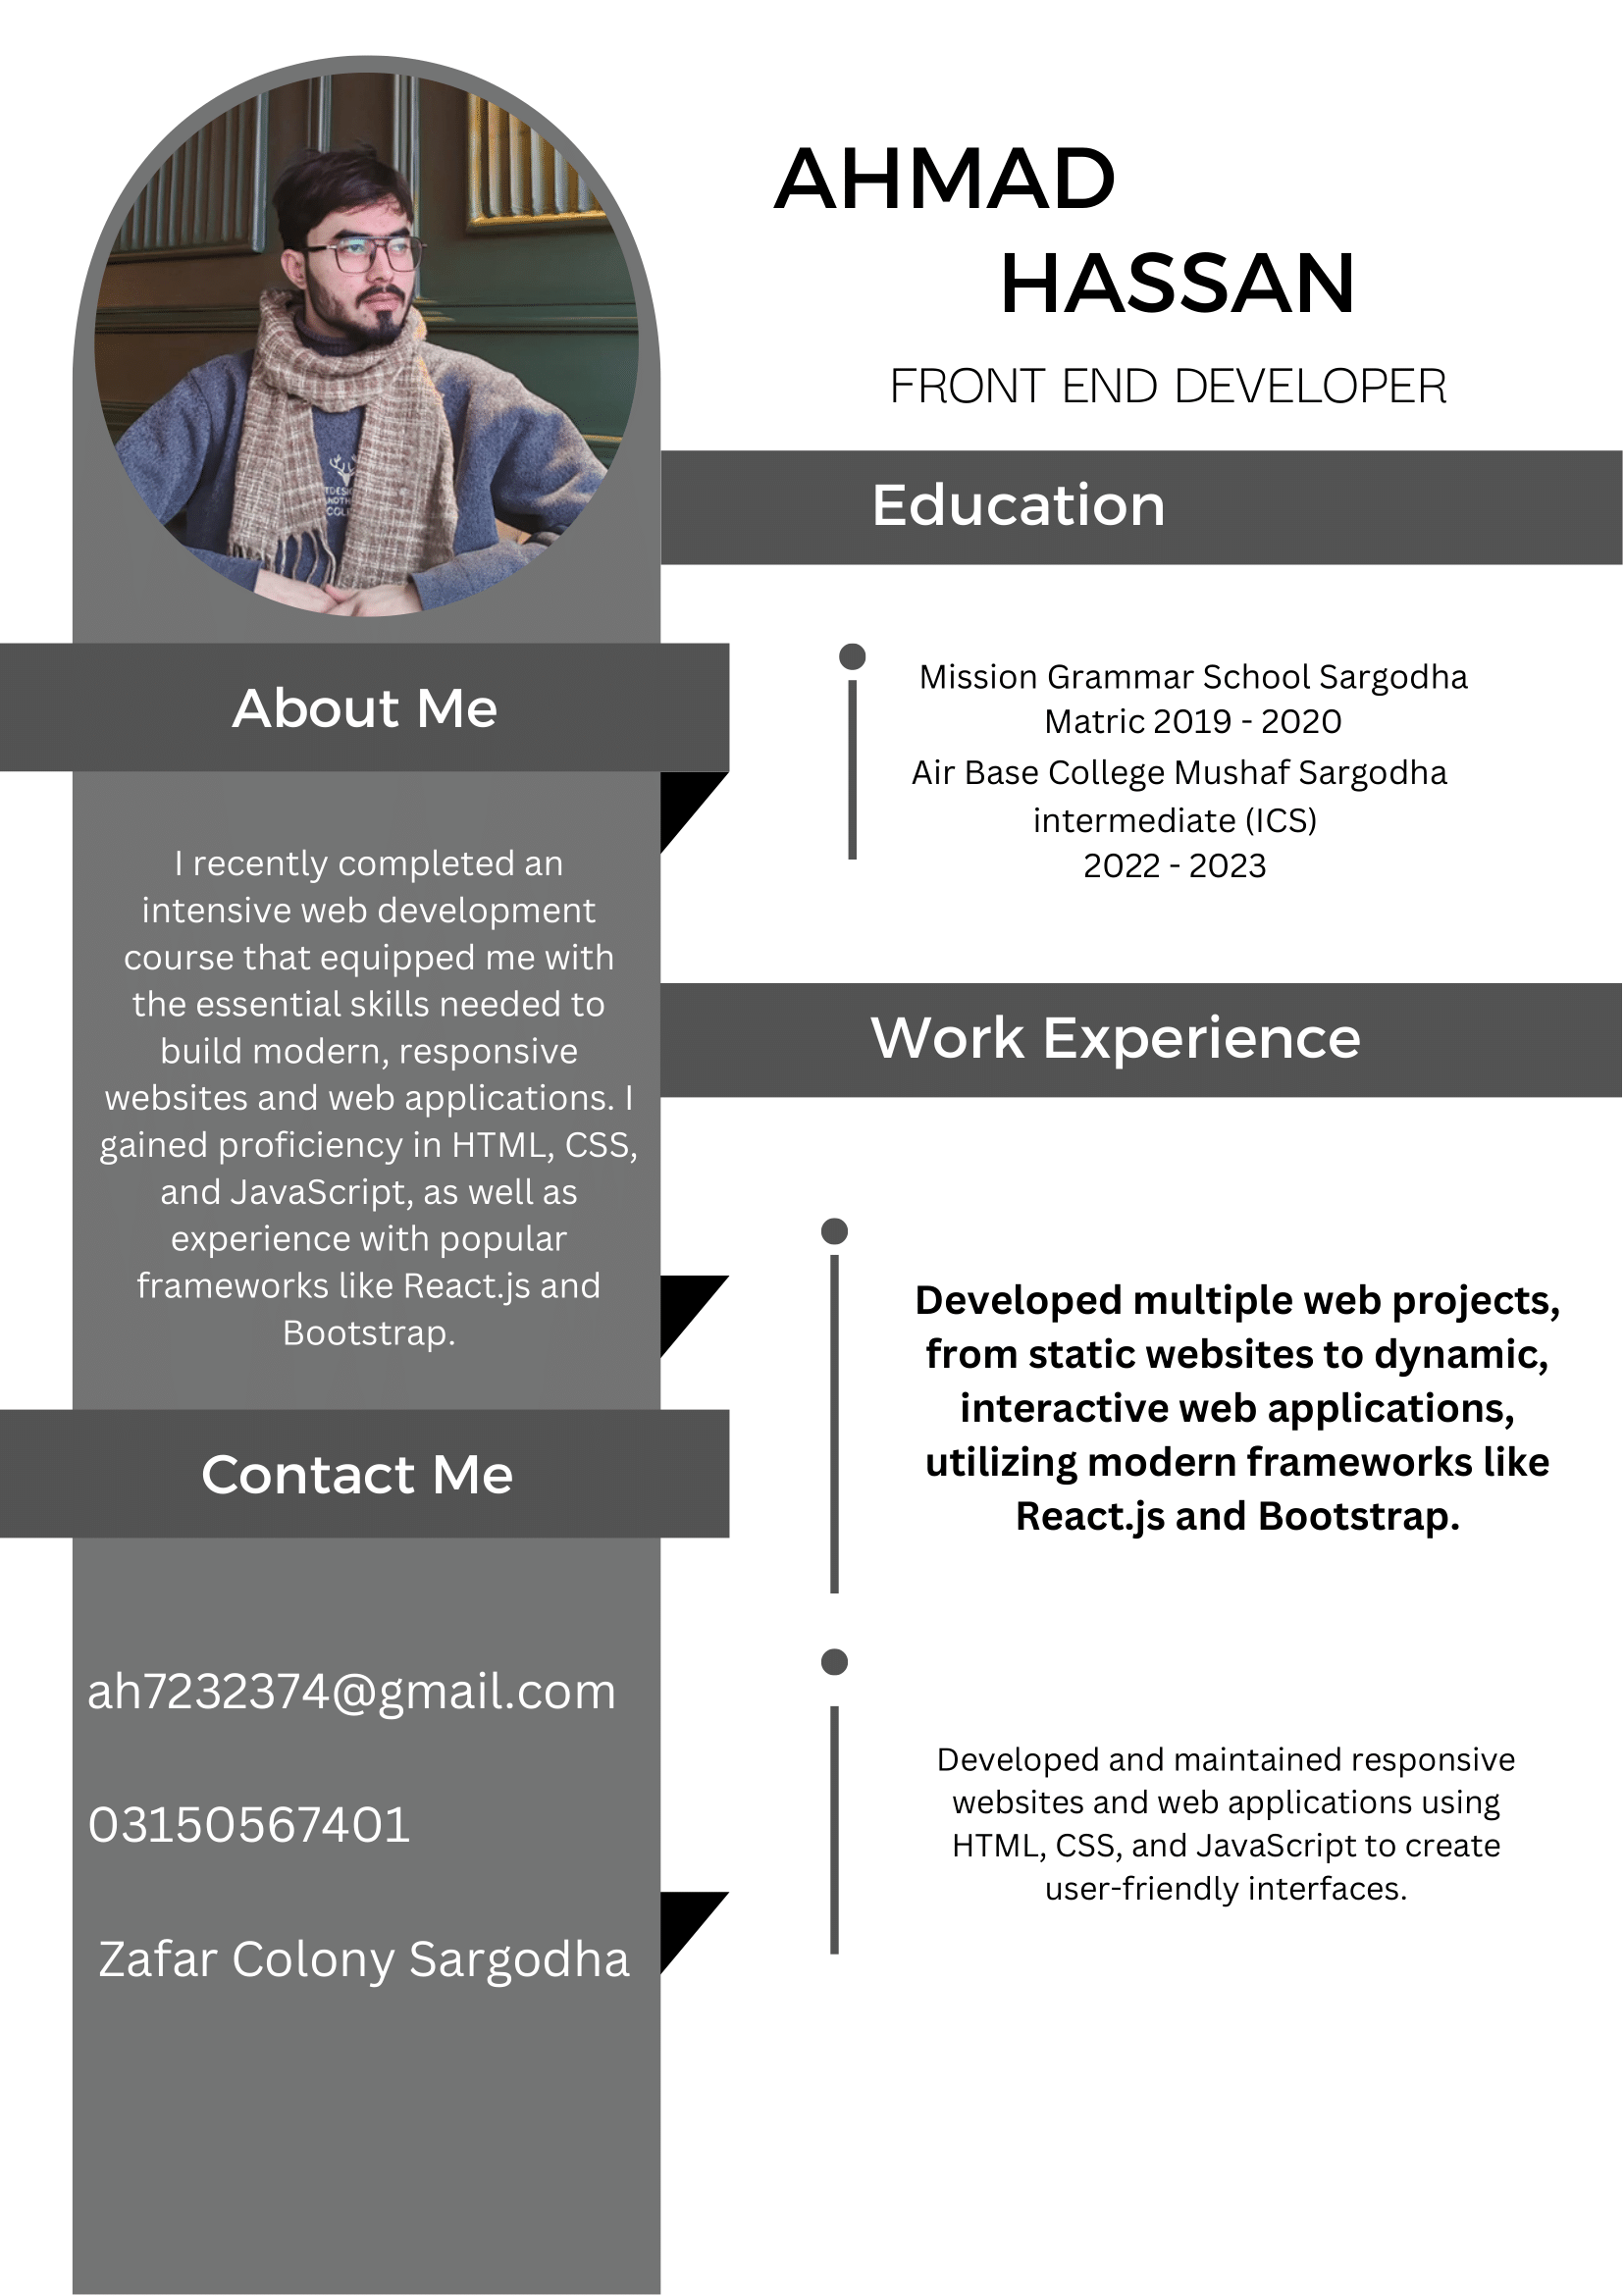 AHMAD
HASSAN
FRONT END DEVELOPER
Education
Mission Grammar School Sargodha
Matric 2019 - 2020
Air Base College Mushaf Sargodha
intermediate (ICS)
2022 - 2023
Work Experience
Developed multiple web projects,
from static websites to dynamic,
interactive web applications,
utilizing modern frameworks like
React.js and Bootstrap.
Developed and maintained responsive
websites and web applications using
HTML, CSS, and JavaScript to create
user-friendly interfaces.
About Me
I recently completed an
intensive web development
course that equipped me with
the essential skills needed to
build modern, responsive
websites and web applications. I
gained proficiency in HTML, CSS,
and JavaScript, as well as
experience with popular
frameworks like React.js and
Bootstrap.
Contact Me
ah7232374@gmail.com
03150567401
Zafar Colony Sargodha